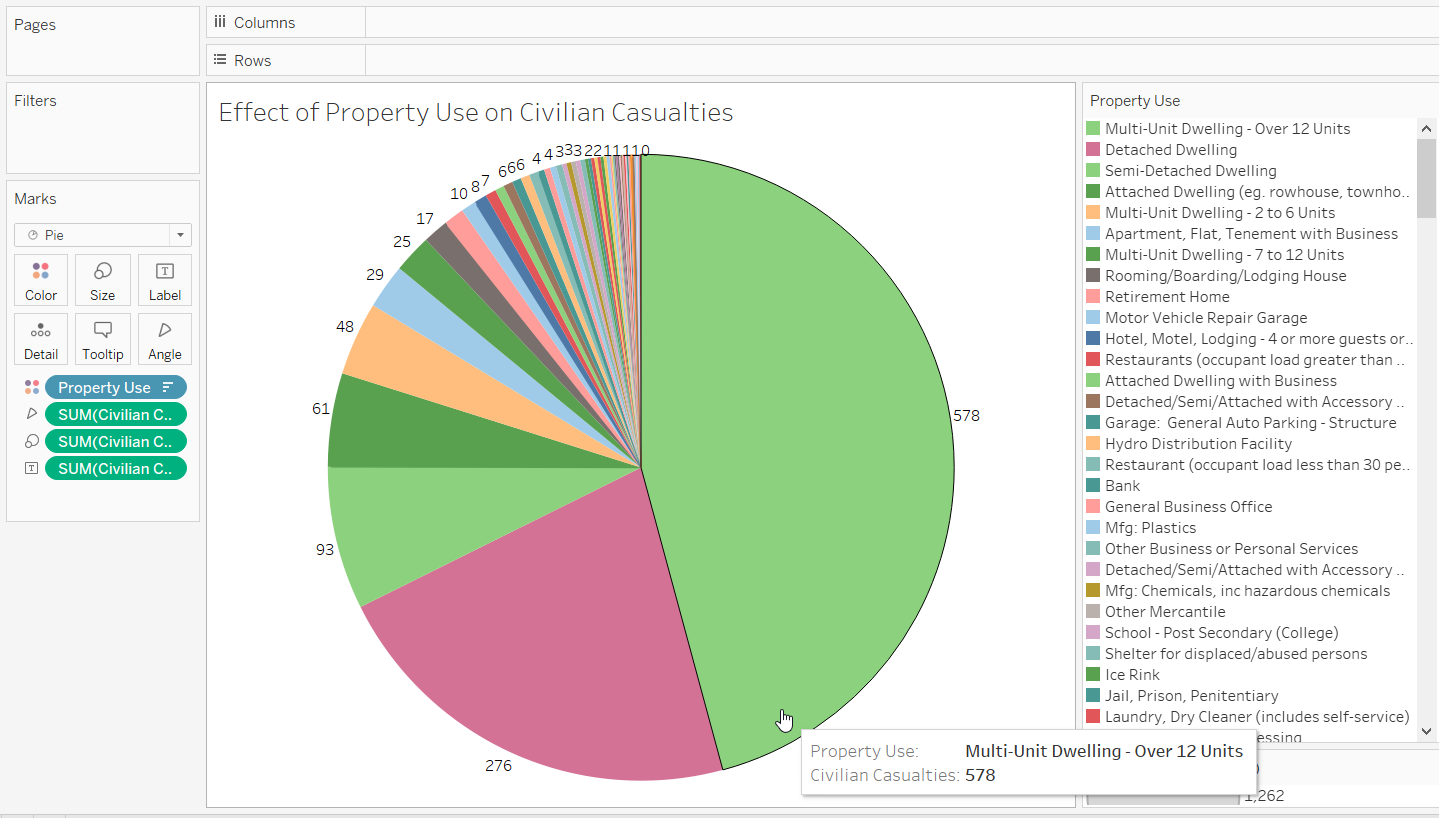 Pages
Columns
Rows
Filters
Marks
Pie
Color
Size
Label
Detail
Tooltip
Angle
Property Use
SUM(Civilian C..
SUM(Civilian C..
SUM(Civilian C..
Effect of Property Use on Civilian Casualties
578
276
93
61
48
29
25
17
10
8
7
6
6
6
4
4
3
3
3
2
2
1
1
1
1
0
Property Use
Multi-Unit Dwelling - Over 12 Units
Detached Dwelling
Semi-Detached Dwelling
Attached Dwelling (eg. rowhouse, townho..
Multi-Unit Dwelling - 2 to 6 Units
Apartment, Flat, Tenement with Business
Multi-Unit Dwelling - 7 to 12 Units
Rooming/Boarding/Lodging House
Retirement Home
Motor Vehicle Repair Garage
Hotel, Motel, Lodging - 4 or more guests or..
Restaurants (occupant load greater than ..
Attached Dwelling with Business
Detached/Semi/Attached with Accessory ..
Garage: General Auto Parking - Structure
Hydro Distribution Facility
Restaurant (occupant load less than 30 pe..
Bank
General Business Office
Mfg: Plastics
Other Business or Personal Services
Detached/Semi/Attached with Accessory ..
Mfg: Chemicals, inc hazardous chemicals
Other Mercantile
School - Post Secondary (College)
Shelter for displaced/abused persons
Ice Rink
Jail, Prison, Penitentiary
Laundry, Dry Cleaner (includes self-service)
Property Use: Multi-Unit Dwelling - Over 12 Units
Civilian Casualties: 578
1,262